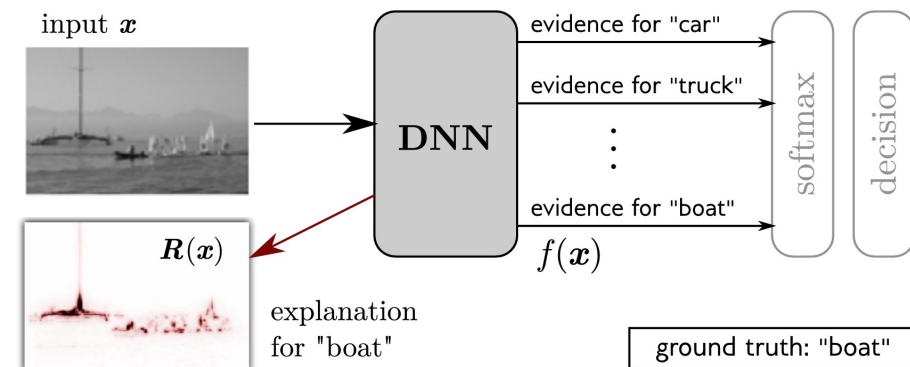 input x
evidence for "car"
evidence for "truck"
DNN
softmax
decision
evidence for "boat"
f(x)
R(x)
explanation
for "boat"
ground truth: "boat"